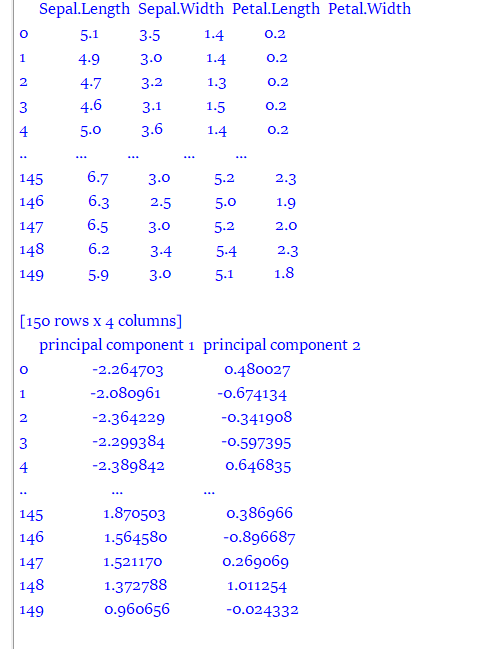 Sepal.Length Sepal.Width Petal.Length Petal.Width
0 5.1 3.5 1.4 0.2
1 4.9 3.0 1.4 0.2
2 4.7 3.2 1.3 0.2
3 4.6 3.1 1.5 0.2
4 5.0 3.6 1.4 0.2
.. ... ... ... ...
145 6.7 3.0 5.2 2.3
146 6.3 2.5 5.0 1.9
147 6.5 3.0 5.2 2.0
148 6.2 3.4 5.4 2.3
149 5.9 3.0 5.1 1.8
[150 rows x 4 columns]
principal component 1 principal component 2
0 -2.264703 0.480027
1 -2.080961 -0.674134
2 -2.364229 -0.341908
3 -2.299384 -0.597395
4 -2.389842 0.646835
.. ... ...
145 1.870503 0.386966
146 1.564580 -0.896687
147 1.521170 0.269069
148 1.372788 1.011254
149 0.960656 -0.024332